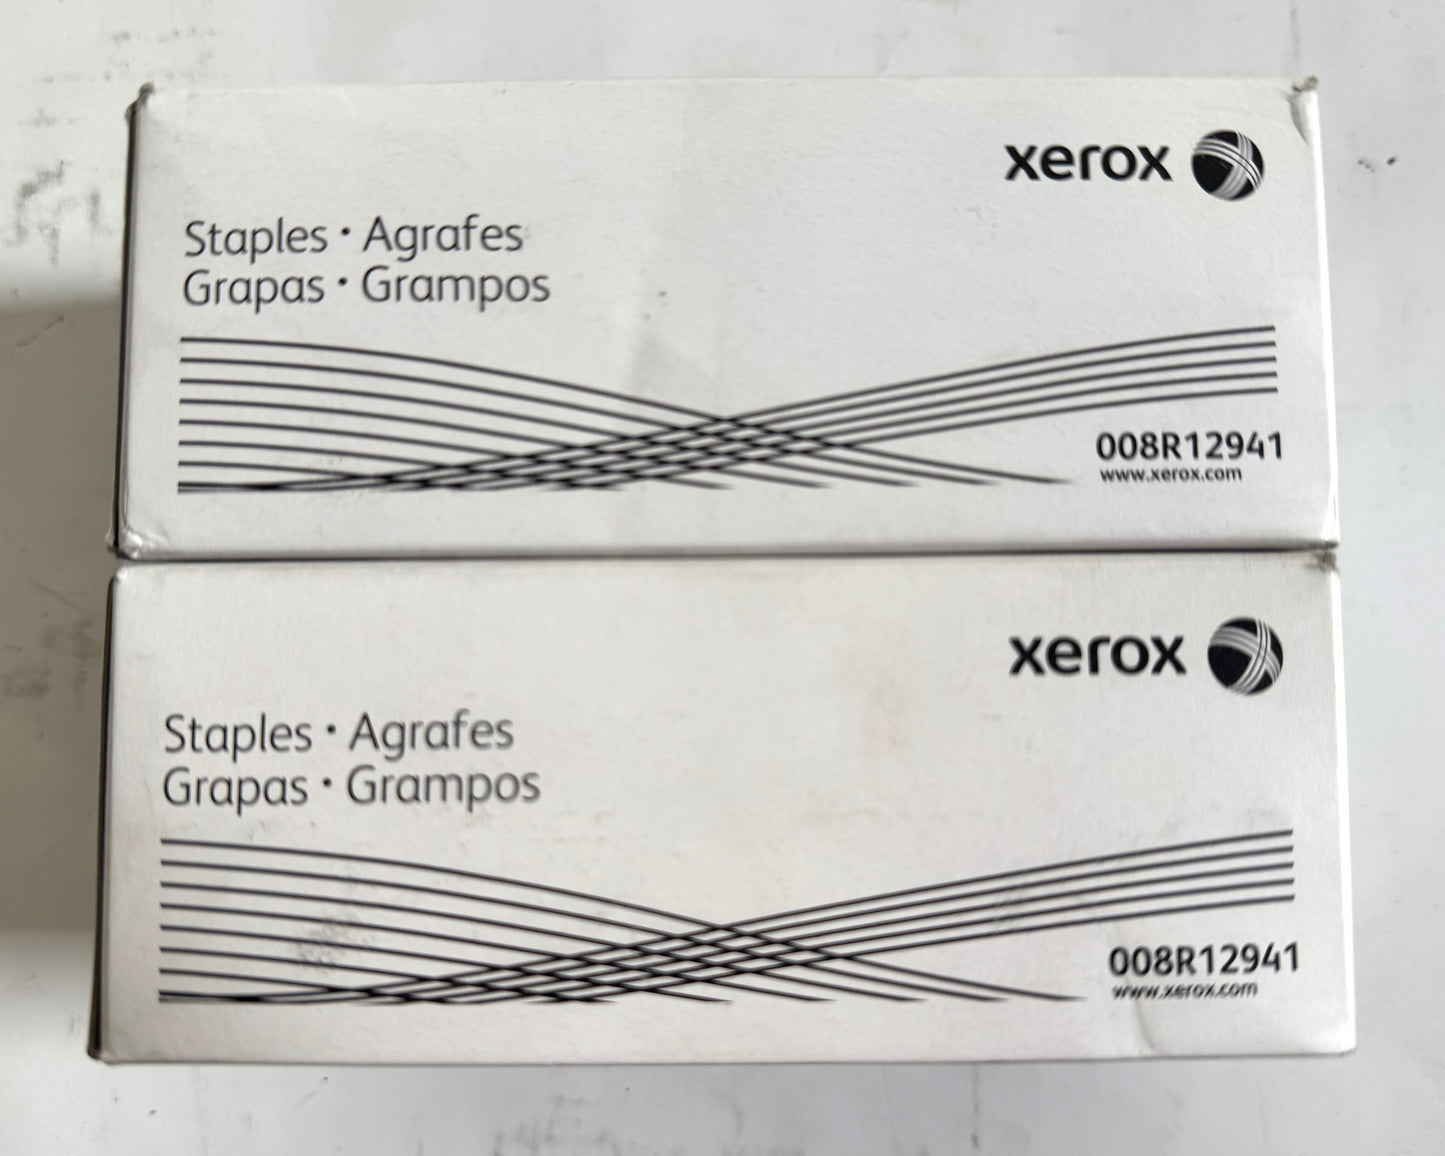 xerox
Staples • Agrafes
Grapas • Grampos
008R12941
www.xerox.com
xerox
Staples • Agrafes
Grapas • Grampos
008R12941
www.xerox.com